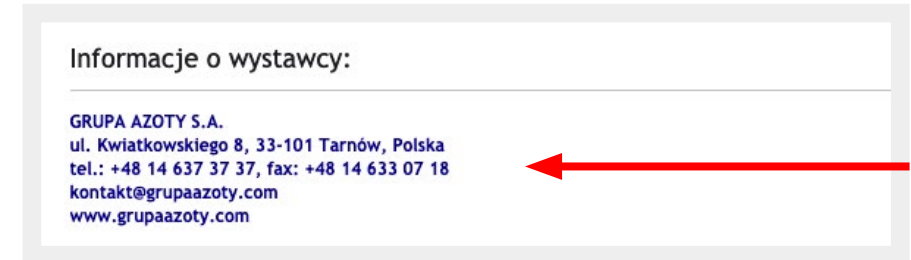 Informacje o wystawcy:
GRUPA AZOTY S.A.
ul. Kwiatkowskiego 8, 33-101 Tarnów, Polska
tel.: +48 14 637 37 37, fax: +48 14 633 07 18
kontakt@grupaazoty.com
www.grupaazoty.com